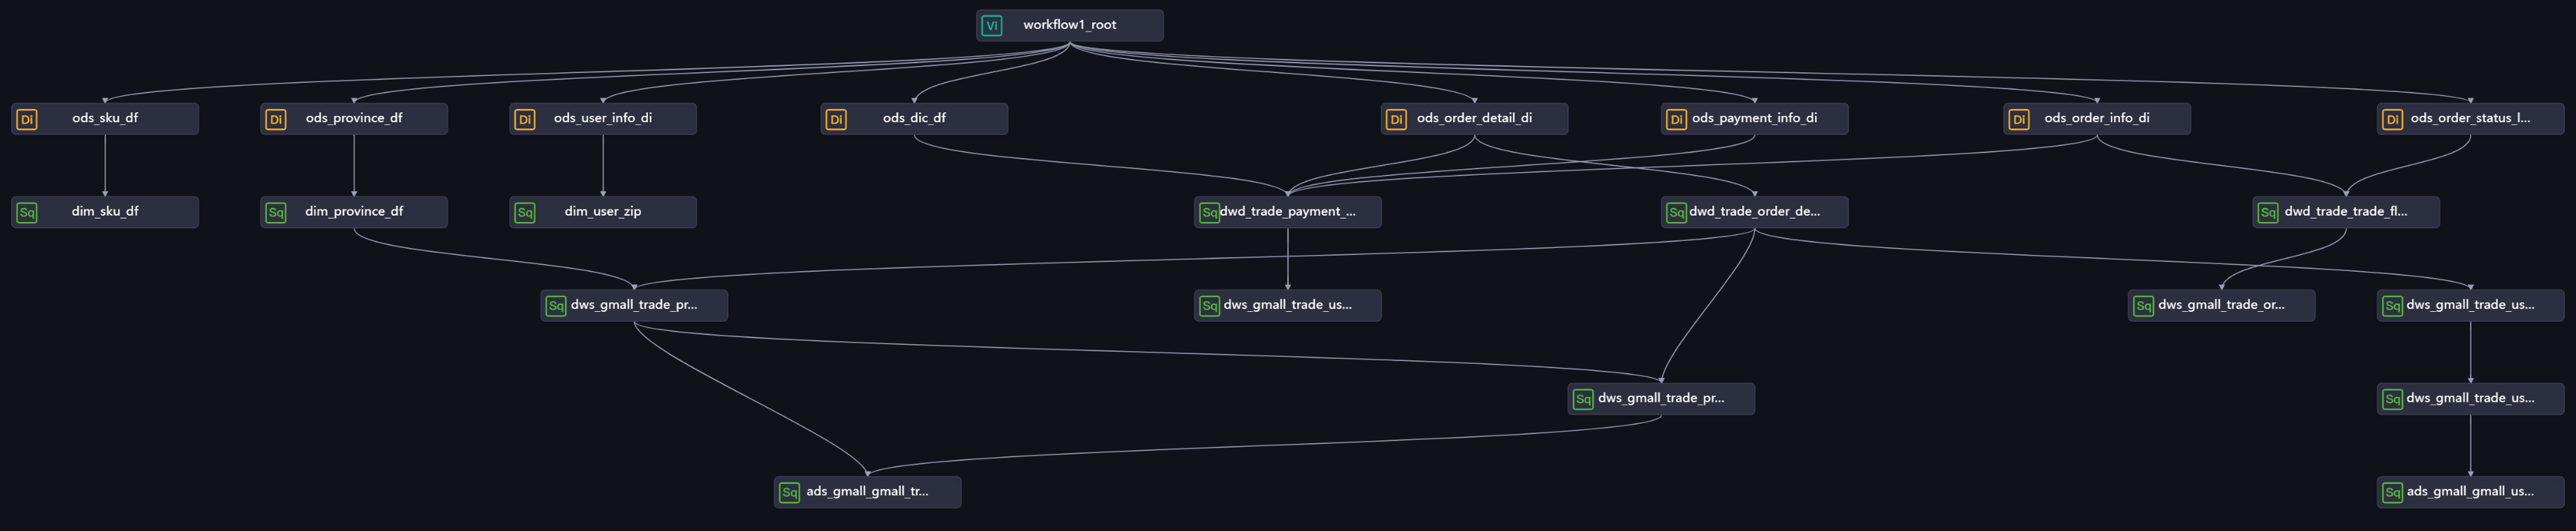 Vi workflow1_root
Di ods_sku_df
Di ods_province_df
Di ods_user_info_di
Di ods_dic_df
Di ods_order_detail_di
Di ods_payment_info_di
Di ods_order_info_di
Di ods_order_status_l...
Sq dim_sku_df
Sq dim_province_df
Sq dim_user_zip
Sq dwd_trade_payment_...
Sq dwd_trade_order_de...
Sq dwd_trade_trade_fl...
Sq dws_gmall_trade_pr...
Sq dws_gmall_trade_us...
Sq dws_gmall_trade_or...
Sq dws_gmall_trade_us...
Sq dws_gmall_trade_pr...
Sq dws_gmall_trade_us...
Sq ads_gmall_gmall_tr...
Sq ads_gmall_gmall_us...